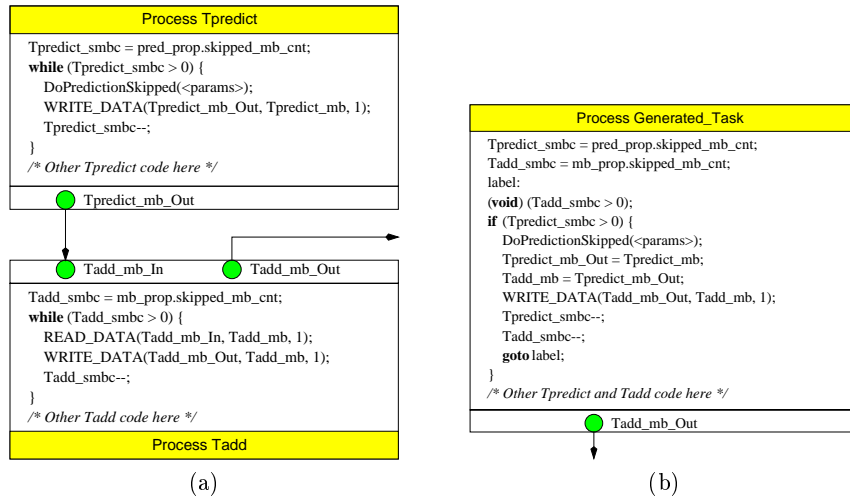 Process Tpredict
Tpredict_smbc = pred_prop.skipped_mb_cnt;
while (Tpredict_smbc > 0) {
DoPredictionSkipped(<params>);
WRITE_DATA(Tpredict_mb_Out, Tpredict_mb, 1);
Tpredict_smbc--;
}
/* Other Tpredict code here */
Tpredict_mb_Out
Tadd_mb_In
Tadd_mb_Out
Tadd_smbc = mb_prop.skipped_mb_cnt;
while (Tadd_smbc > 0) {
READ_DATA(Tadd_mb_In, Tadd_mb, 1);
WRITE_DATA(Tadd_mb_Out, Tadd_mb, 1);
Tadd_smbc--;
}
/* Other Tadd code here */
Process Tadd
(a)
Process Generated_Task
Tpredict_smbc = pred_prop.skipped_mb_cnt;
Tadd_smbc = mb_prop.skipped_mb_cnt;
label:
(void) (Tadd_smbc > 0);
if (Tpredict_smbc > 0) {
DoPredictionSkipped(<params>);
Tpredict_mb_Out = Tpredict_mb;
Tadd_mb = Tpredict_mb_Out;
WRITE_DATA(Tadd_mb_Out, Tadd_mb, 1);
Tpredict_smbc--;
Tadd_smbc--;
goto label;
}
/* Other Tpredict and Tadd code here */
Tadd_mb_Out
(b)